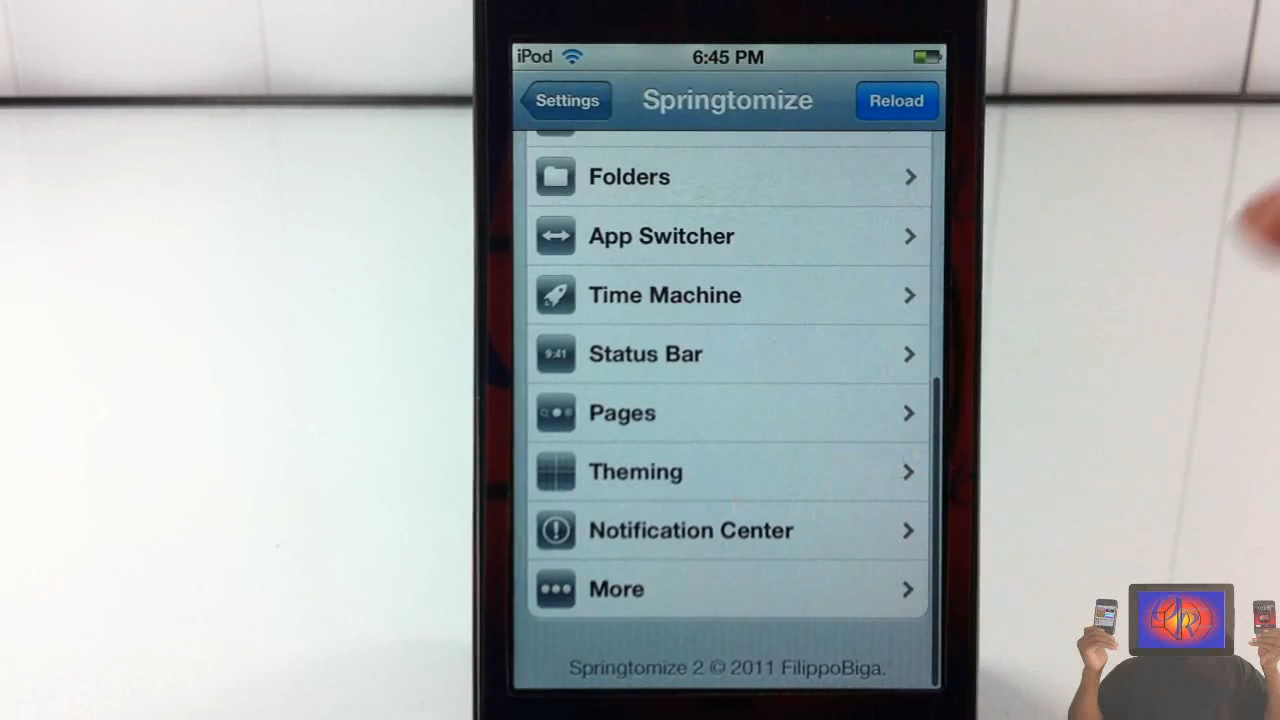 iPod 6:45 PM
Settings Springtomize Reload
Folders
App Switcher
Time Machine
9:41 Status Bar
Pages
Theming
Notification Center
More
Springtomize 2 © 2011 FilippoBiga.